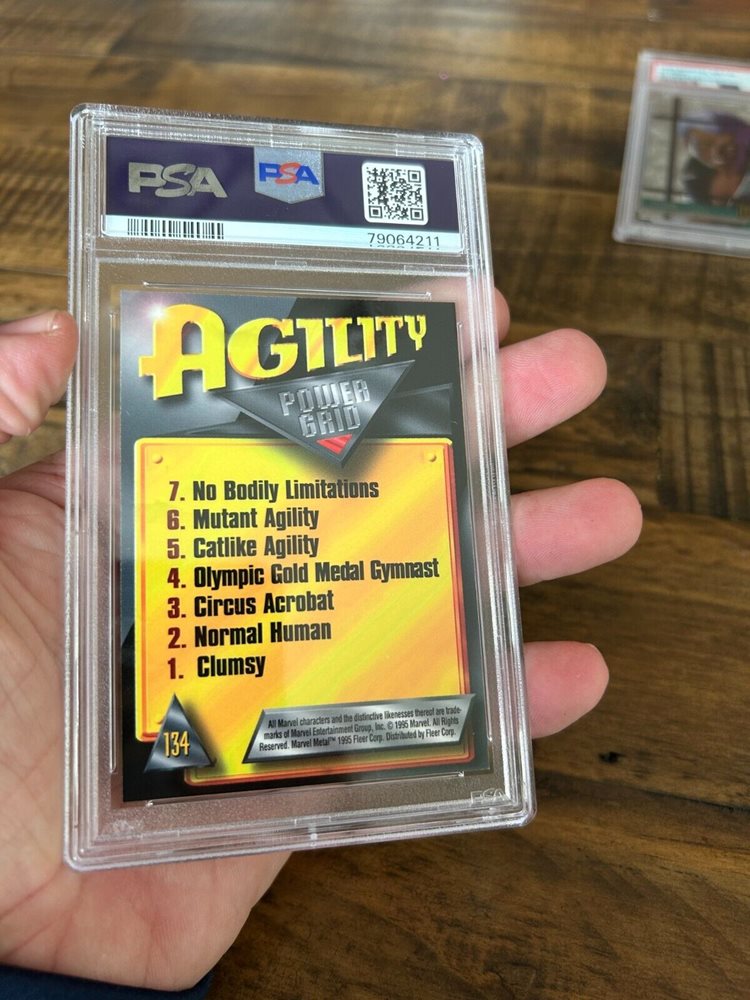 PSA PSA
79064211
AGILITY
POWER
GRID
7. No Bodily Limitations
6. Mutant Agility
5. Catlike Agility
4. Olympic Gold Medal Gymnast
3. Circus Acrobat
2. Normal Human
1. Clumsy
134
All Marvel characters and the distinctive likenesses thereof are trade-
marks of Marvel Entertainment Group, Inc. © 1995 Marvel. All Rights
Reserved. Marvel Metal™ 1995 Fleer Corp. Distributed by Fleer Corp.
PSA